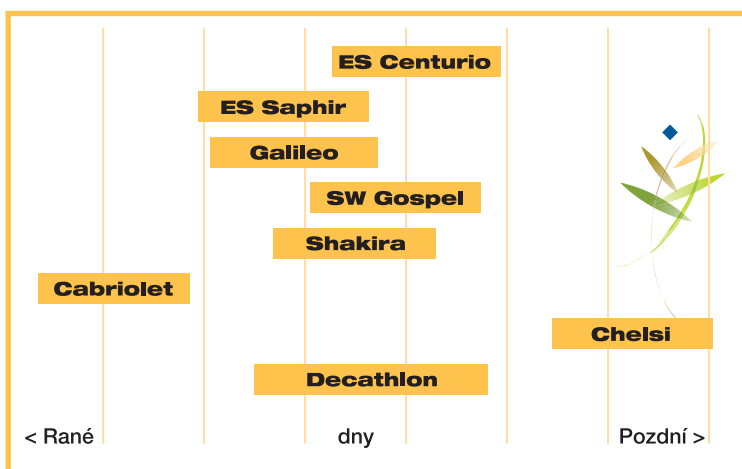 ES Centurio
ES Saphir
Galileo
SW Gospel
Shakira
Cabriolet
Chelsi
Decathlon
< Rané dny Pozdní >